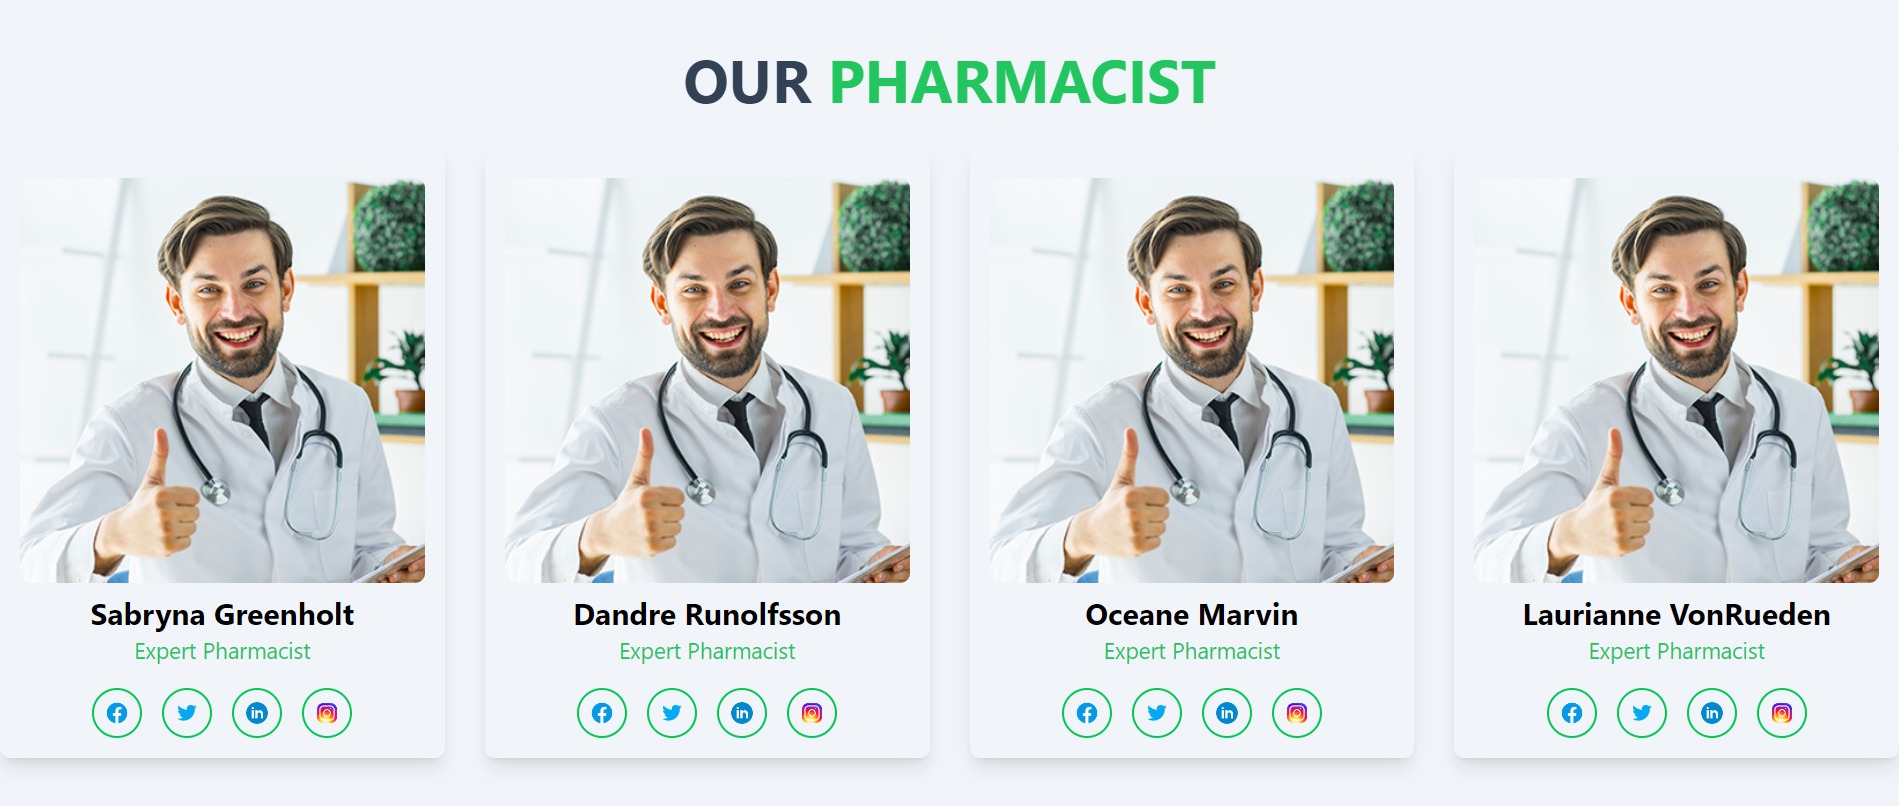 OUR PHARMACIST
Sabryna Greenholt
Expert Pharmacist
Dandre Runolfsson
Expert Pharmacist
Oceane Marvin
Expert Pharmacist
Laurianne VonRueden
Expert Pharmacist